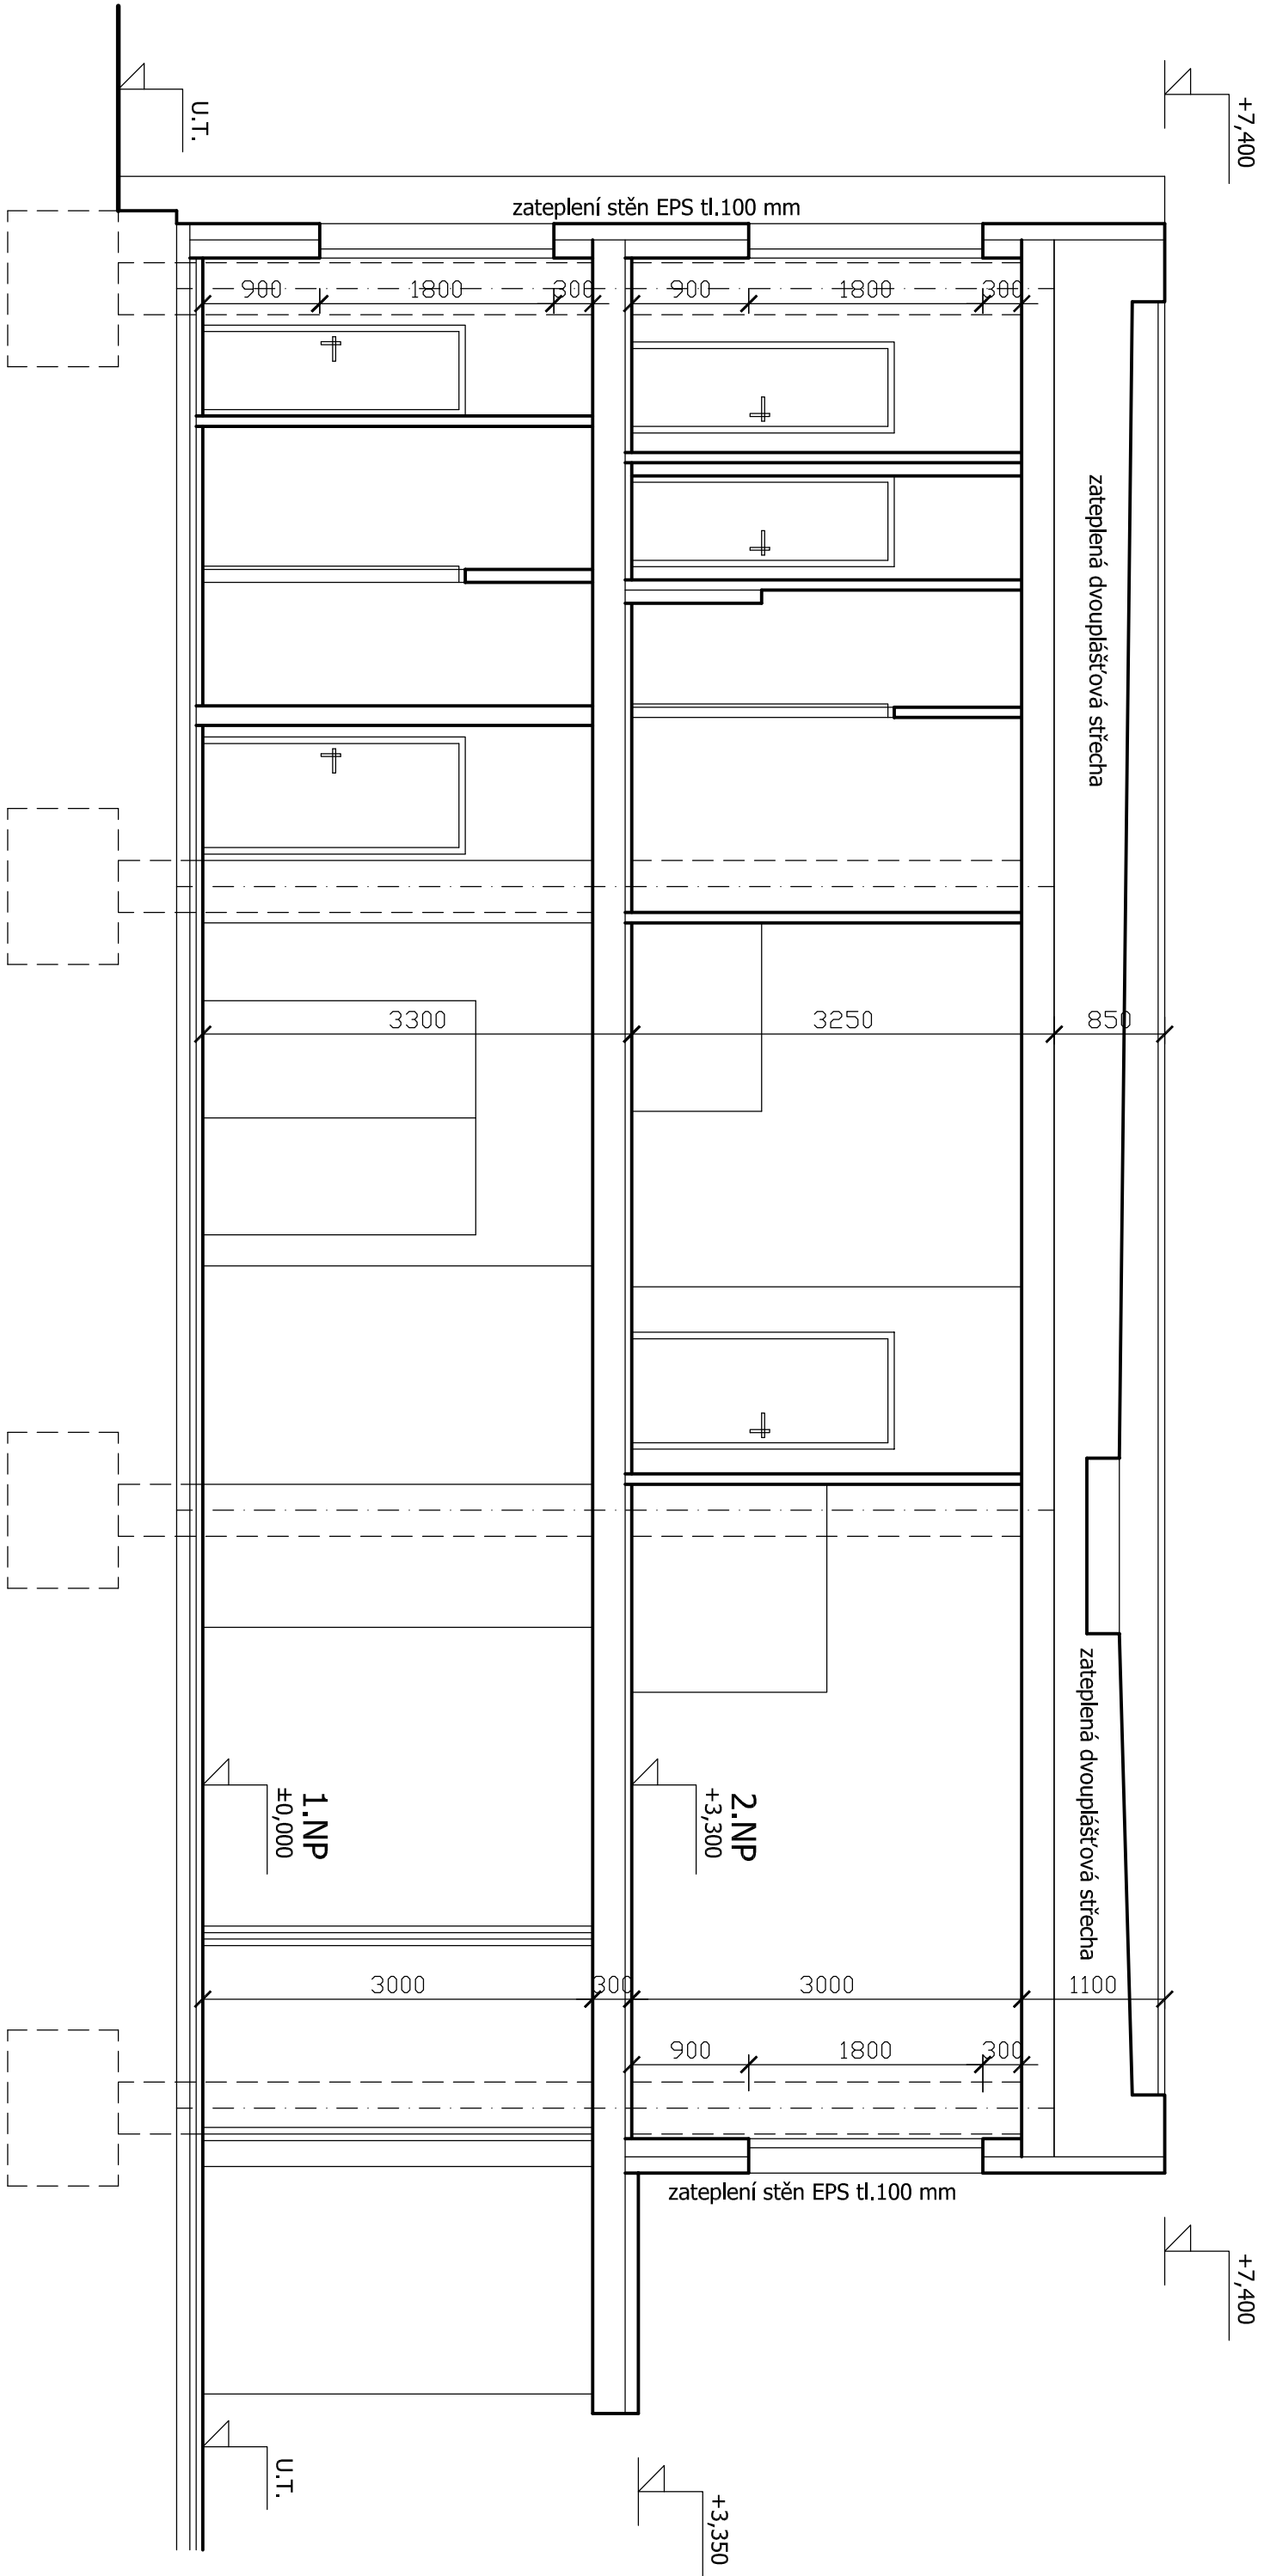 +7,400
+7,400
zateplená dvouplášťová střecha
zateplená dvouplášťová střecha
850
1100
300
1800
900
300
1800
900
3250
3000
zateplení stěn EPS tl.100 mm
zateplení stěn EPS tl.100 mm
2.NP
+3,300
+3,350
300
300
1800
900
3300
3000
1.NP
±0,000
U.T.
U.T.